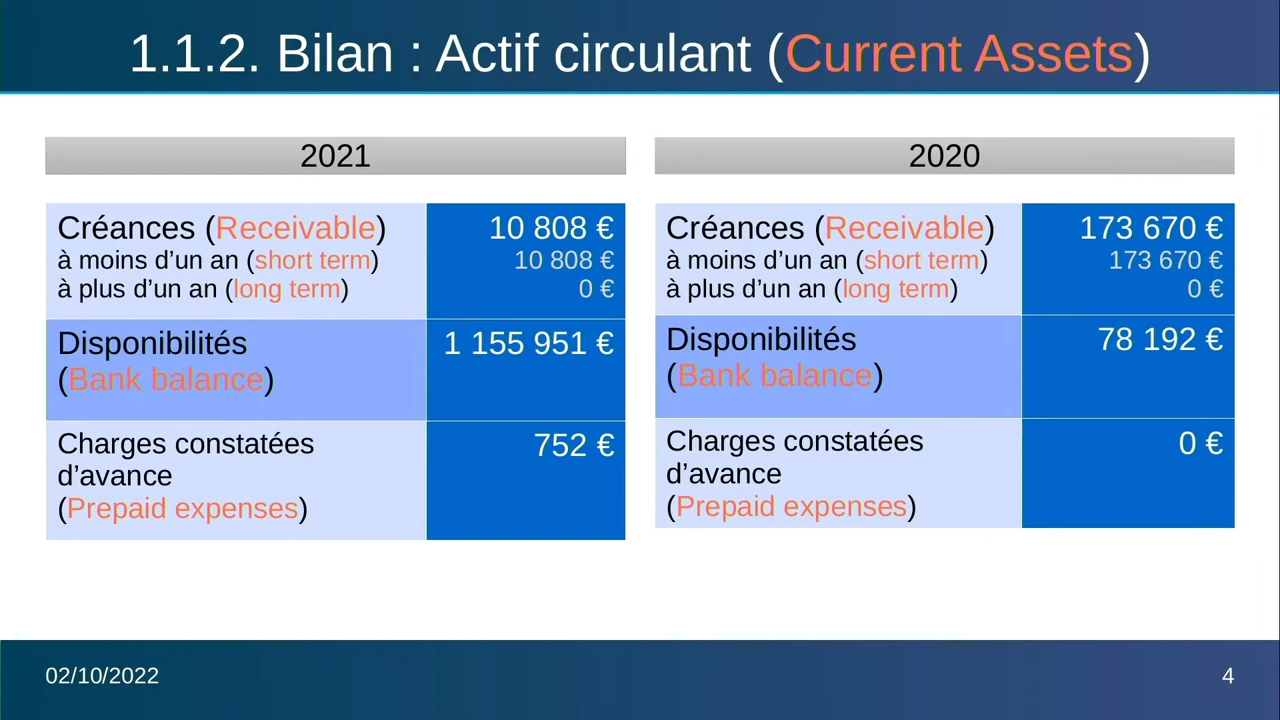 1.1.2. Bilan : Actif circulant (Current Assets)
2021
Créances (Receivable) 10 808 €
à moins d’un an (short term) 10 808 €
à plus d’un an (long term) 0 €
Disponibilités 1 155 951 €
(Bank balance)
Charges constatées 752 €
d’avance
(Prepaid expenses)
2020
Créances (Receivable) 173 670 €
à moins d’un an (short term) 173 670 €
à plus d’un an (long term) 0 €
Disponibilités 78 192 €
(Bank balance)
Charges constatées 0 €
d’avance
(Prepaid expenses)
02/10/2022
4